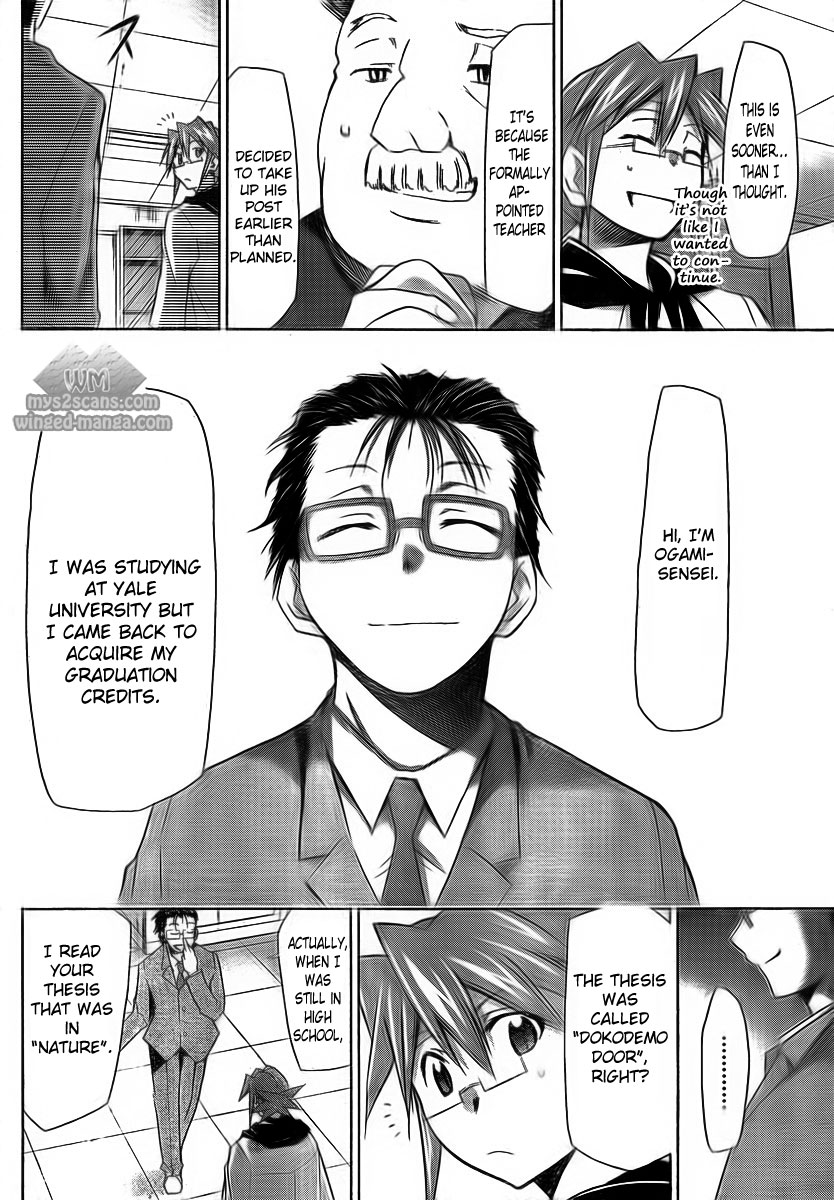 THIS IS
EVEN
SOONER...
THAN I
THOUGHT.
Though
it's not
like I
wanted
to con-
tinue.
IT'S
BECAUSE
THE
FORMALLY
AP-
POINTED
TEACHER
DECIDED
TO TAKE
UP HIS
POST
EARLIER
THAN
PLANNED.
WM
mys2scans.com
winged-manga.com
HI, I'M
OGAMI-
SENSEI.
I WAS STUDYING
AT YALE
UNIVERSITY BUT
I CAME BACK TO
ACQUIRE MY
GRADUATION
CREDITS.
..........
THE THESIS
WAS
CALLED
"DOKODEMO
DOOR",
RIGHT?
ACTUALLY,
WHEN I
WAS
STILL IN
HIGH
SCHOOL,
I READ
YOUR
THESIS
THAT WAS
IN
"NATURE".